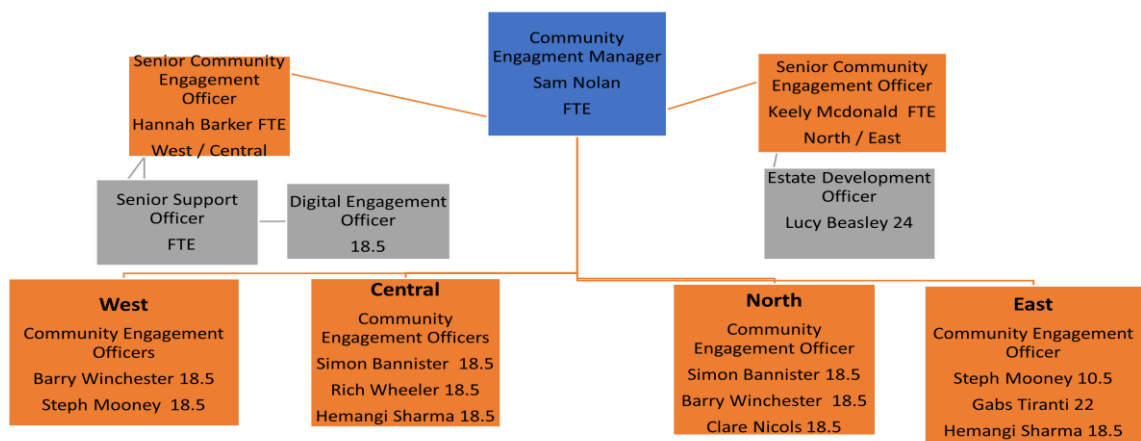 Community
Engagment Manager
Sam Nolan
FTE
Senior Community
Engagement
Officer
Hannah Barker FTE
West / Central
Senior Community
Engagement Officer
Keely Mcdonald FTE
North / East
Senior Support
Officer
FTE
Digital Engagement
Officer
18.5
Estate Development
Officer
Lucy Beasley 24
West
Community Engagement
Officers
Barry Winchester 18.5
Steph Mooney 18.5
Central
Community
Engagement Officers
Simon Bannister 18.5
Rich Wheeler 18.5
Hemangi Sharma 18.5
North
Community
Engagement Officer
Simon Bannister 18.5
Barry Winchester 18.5
Clare Nicols 18.5
East
Community Engagement
Officer
Steph Mooney 10.5
Gabs Tiranti 22
Hemangi Sharma 18.5